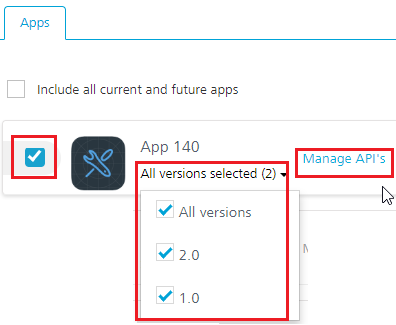 Apps
Include all current and future apps
App 140
Manage API's
All versions selected (2)
All versions
2.0
1.0
M